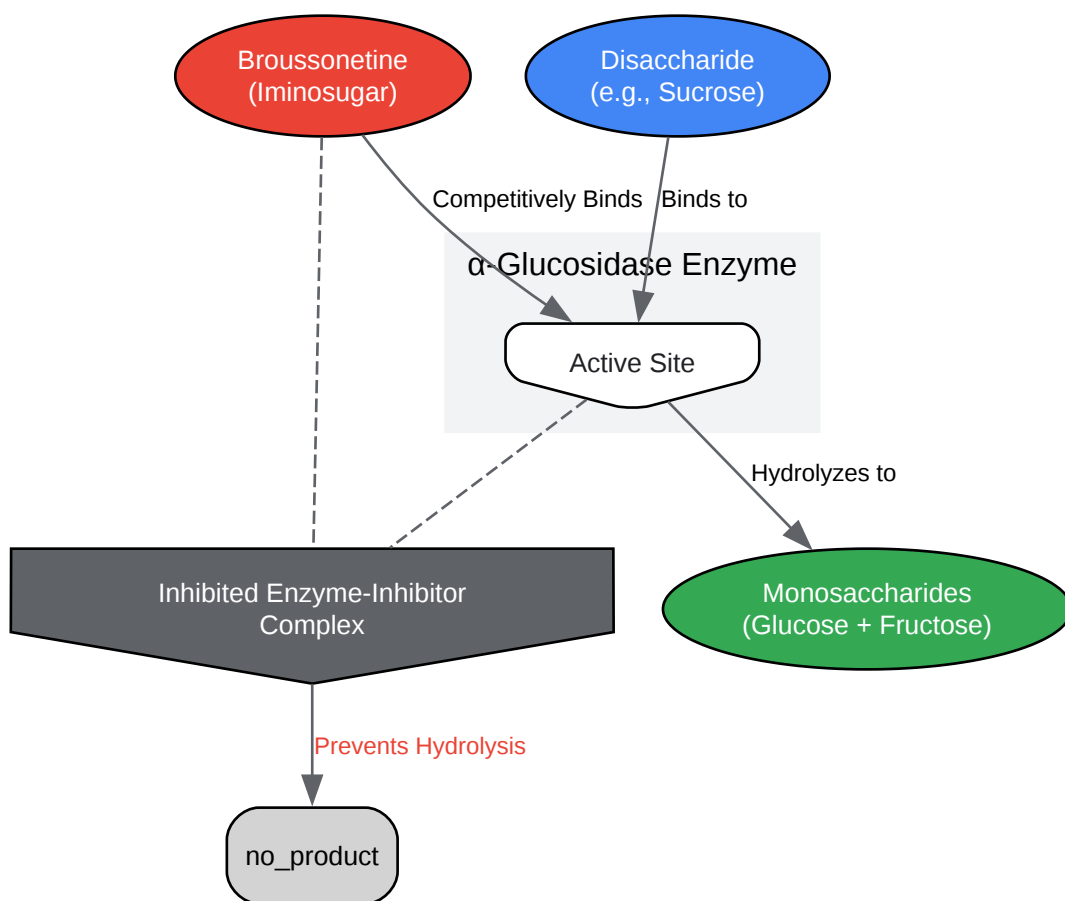 Broussonetine
(Iminosugar)
Disaccharide
(e.g., Sucrose)
Competitively Binds
Binds to
α-Glucosidase Enzyme
Active Site
Hydrolyzes to
Inhibited Enzyme-Inhibitor
Complex
Monosaccharides
(Glucose + Fructose)
Prevents Hydrolysis
no_product